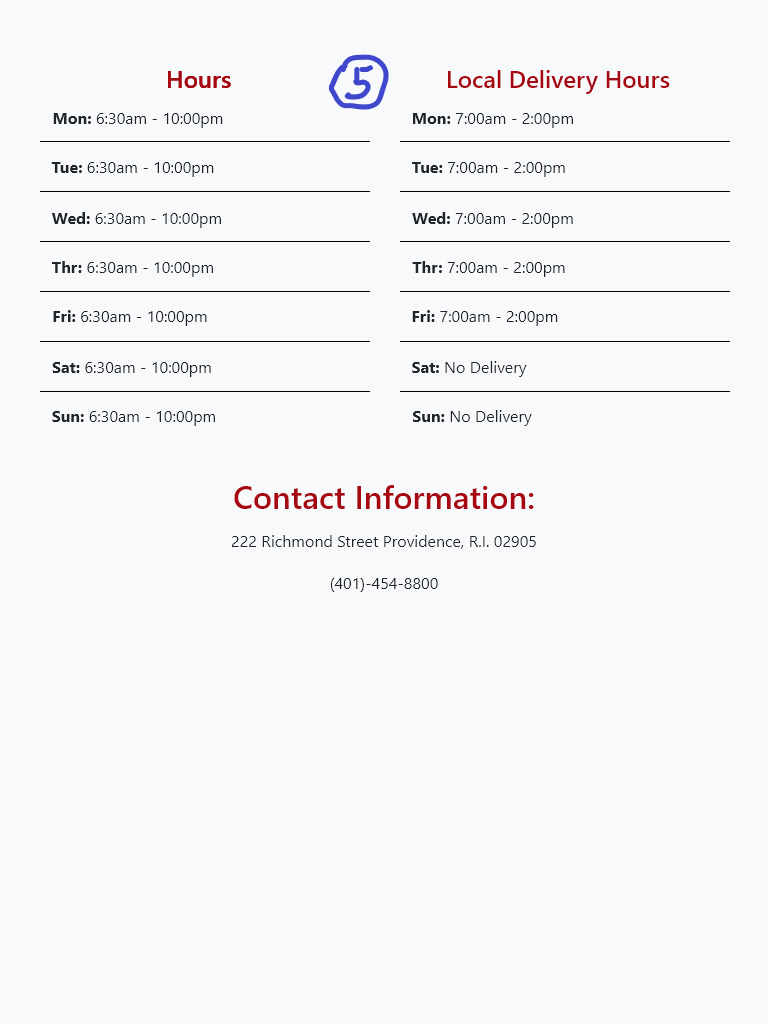 Hours
Mon: 6:30am - 10:00pm
Tue: 6:30am - 10:00pm
Wed: 6:30am - 10:00pm
Thr: 6:30am - 10:00pm
Fri: 6:30am - 10:00pm
Sat: 6:30am - 10:00pm
Sun: 6:30am - 10:00pm
5
Local Delivery Hours
Mon: 7:00am - 2:00pm
Tue: 7:00am - 2:00pm
Wed: 7:00am - 2:00pm
Thr: 7:00am - 2:00pm
Fri: 7:00am - 2:00pm
Sat: No Delivery
Sun: No Delivery
Contact Information:
222 Richmond Street Providence, R.I. 02905
(401)-454-8800